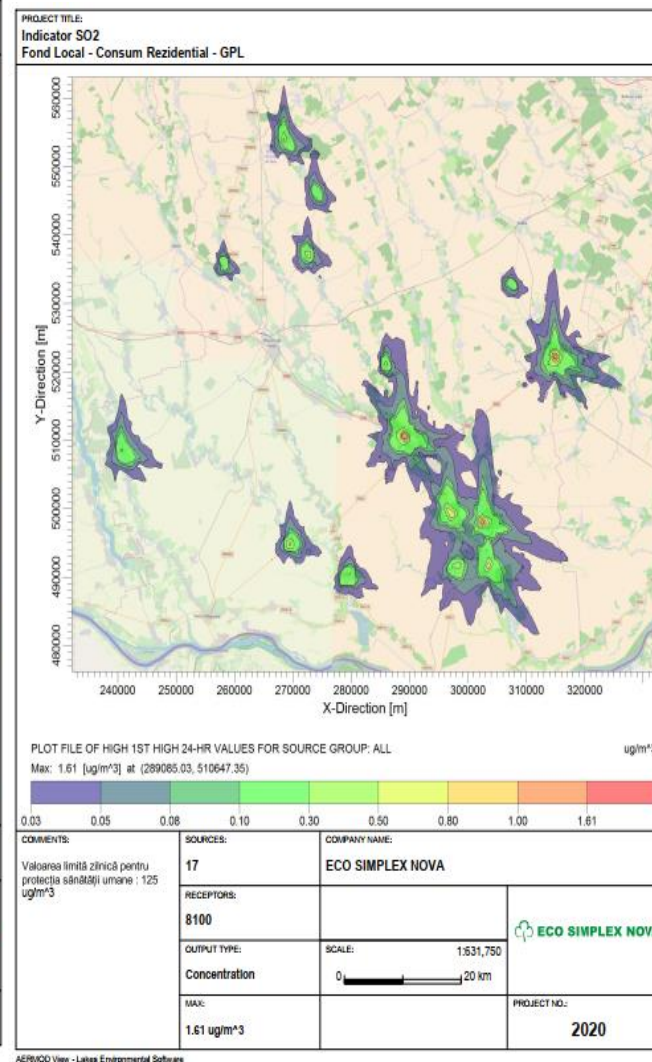 PROJECT TITLE:
Indicator SO2
Fond Local - Consum Rezidential - GPL
Y-Direction [m]
560000
550000
540000
530000
520000
510000
500000
490000
480000
240000 250000 260000 270000 280000 290000 300000 310000 320000
X-Direction [m]
PLOT FILE OF HIGH 1ST HIGH 24-HR VALUES FOR SOURCE GROUP: ALL
Max: 1.61 [ug/m^3] at (289085.03, 510647.35)
0.03 0.05 0.08 0.10 0.30 0.50 0.80 1.00 1.61
COMMENTS:
Valoarea limită zilnică pentru
protecția sănătății umane : 125
ug/m^3
SOURCES:
17
COMPANY NAME:
ECO SIMPLEX NOVA
RECEPTORS:
8100
OUTPUT TYPE:
Concentration
SCALE: 1:631,750
0 20 km
MAX:
1.61 ug/m^3
PROJECT NO.:
2020
AERMOD View - Lakes Environmental Software